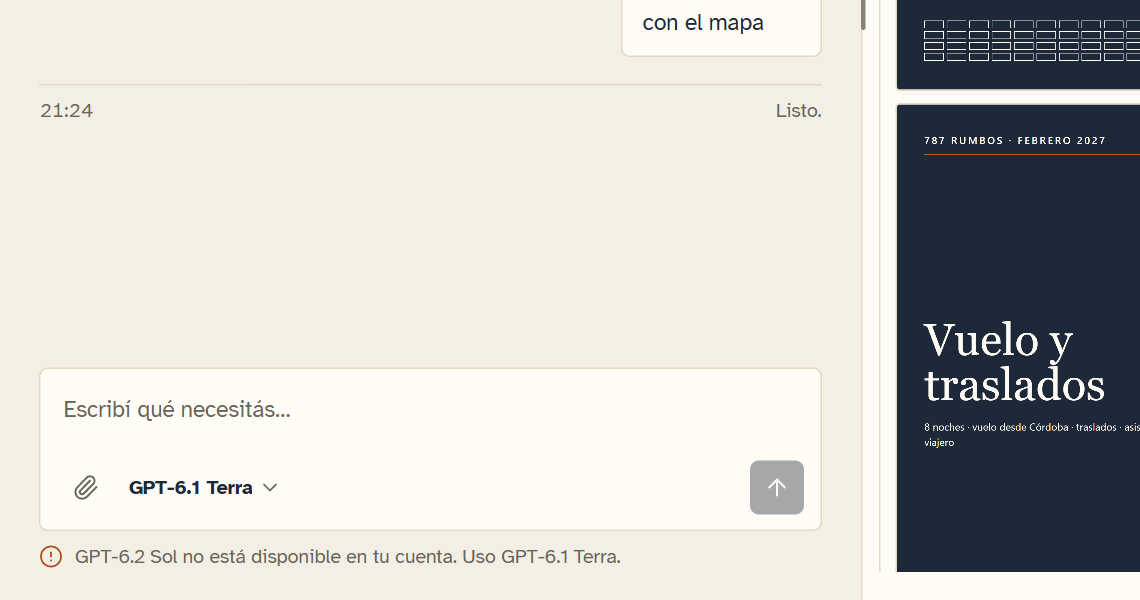 con el mapa
21:24
Listo.
Escribí qué necesitás...
GPT-6.1 Terra
GPT-6.2 Sol no está disponible en tu cuenta. Uso GPT-6.1 Terra.
787 RUMBOS · FEBRERO 2027
Vuelo y
traslados
8 noches · vuelo desde Córdoba · traslados ·
viajero